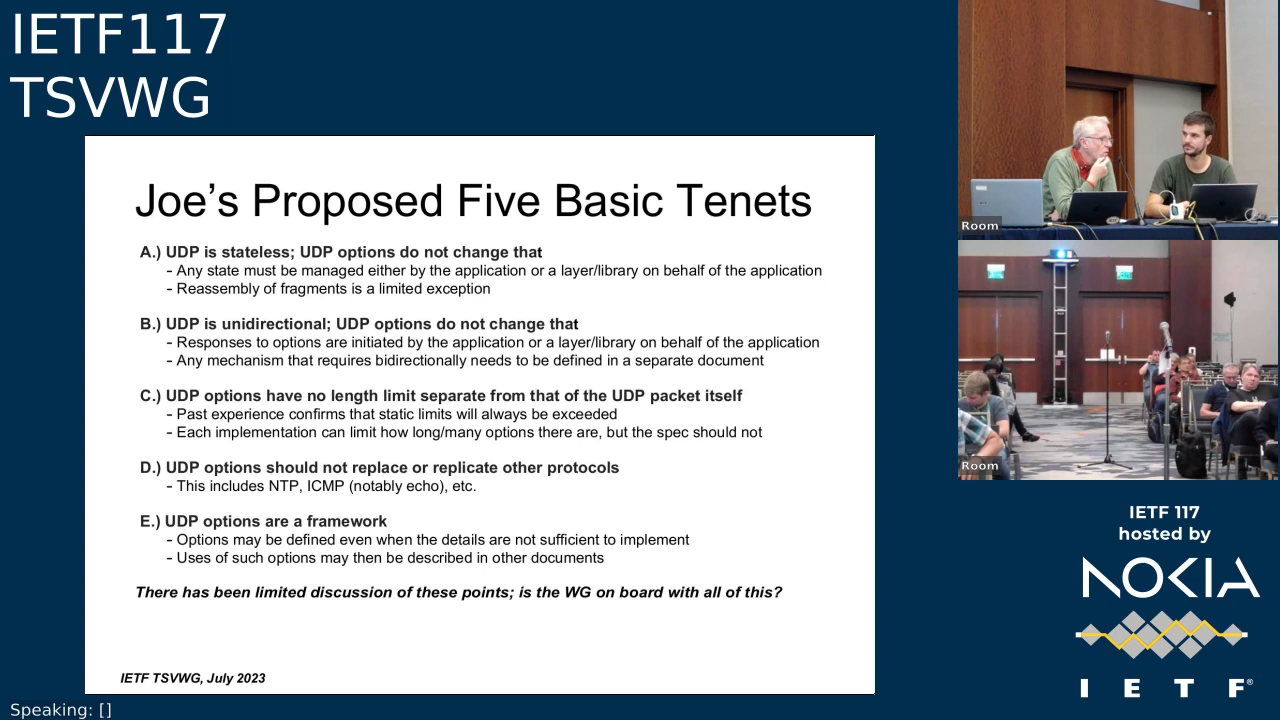 IETF117
TSVWG
Joe's Proposed Five Basic Tenets
A.) UDP is stateless; UDP options do not change that
- Any state must be managed either by the application or a layer/library on behalf of the application
- Reassembly of fragments is a limited exception
B.) UDP is unidirectional; UDP options do not change that
- Responses to options are initiated by the application or a layer/library on behalf of the application
- Any mechanism that requires bidirectionally needs to be defined in a separate document
C.) UDP options have no length limit separate from that of the UDP packet itself
- Past experience confirms that static limits will always be exceeded
- Each implementation can limit how long/many options there are, but the spec should not
D.) UDP options should not replace or replicate other protocols
- This includes NTP, ICMP (notably echo), etc.
E.) UDP options are a framework
- Options may be defined even when the details are not sufficient to implement
- Uses of such options may then be described in other documents
There has been limited discussion of these points; is the WG on board with all of this?
IETF TSVWG, July 2023
Speaking: []
Room
Room
IETF 117
hosted by
NOKIA
I E T F®